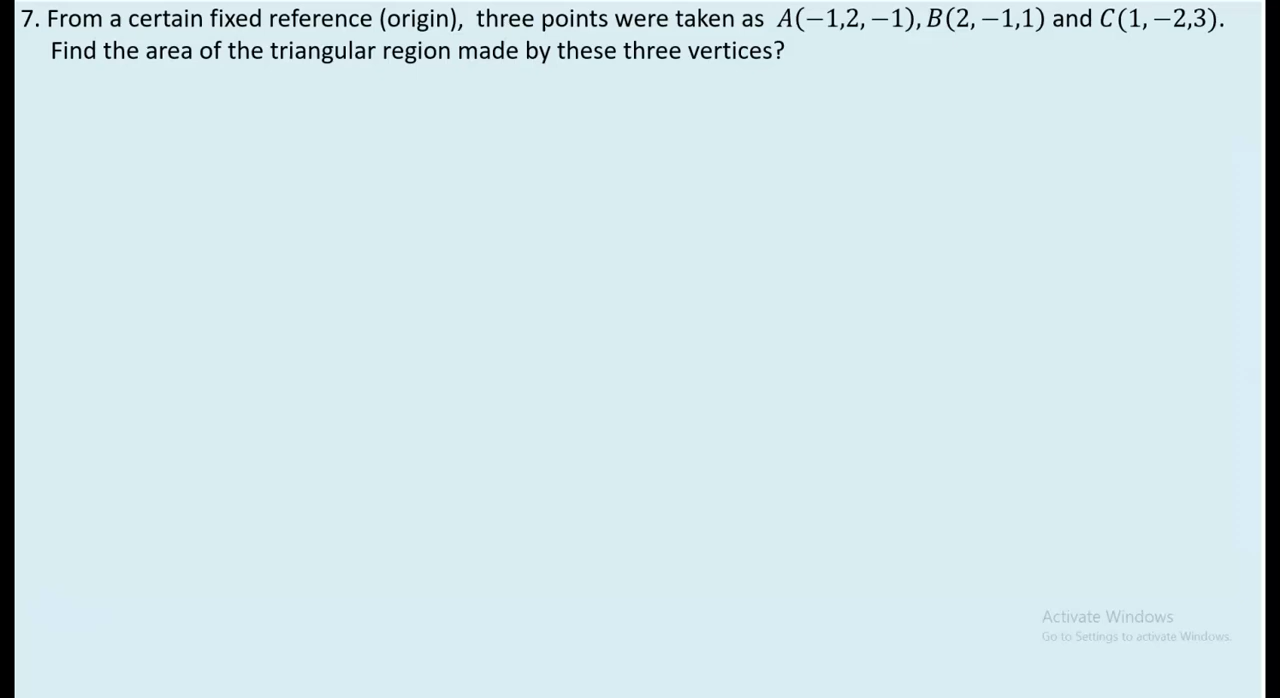 7. From a certain fixed reference (origin), three points were taken as A(−1,2,−1), B(2,−1,1) and C(1,−2,3).
Find the area of the triangular region made by these three vertices?
Activate Windows
Go to Settings to activate Windows.